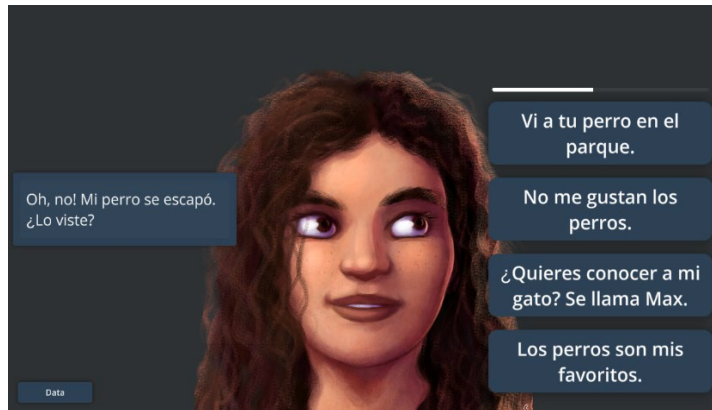 Oh, no! Mi perro se escapó.
¿Lo viste?
Vi a tu perro en el
parque.
No me gustan los
perros.
¿Quieres conocer a mi
gato? Se llama Max.
Los perros son mis
favoritos.
Data